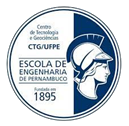 Centro
de Tecnologia
e Geociências
CTG/UFPE
ESCOLA DE
ENGENHARIA
DE PERNAMBUCO
Fundada em
1895